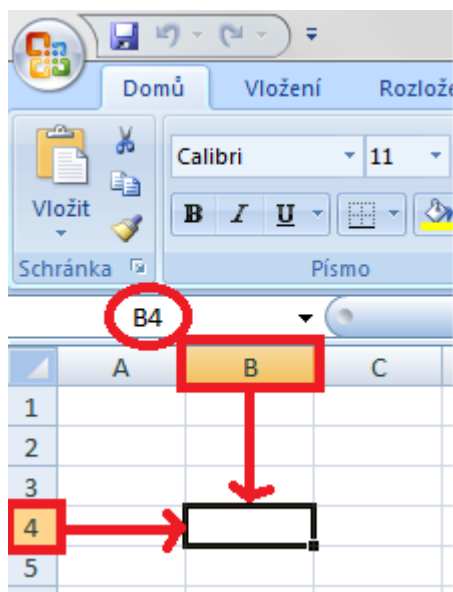 Domů Vložení Rozlože
Calibri 11
Vložit B I U
Schránka Písmo
B4
A B C
1
2
3
4
5